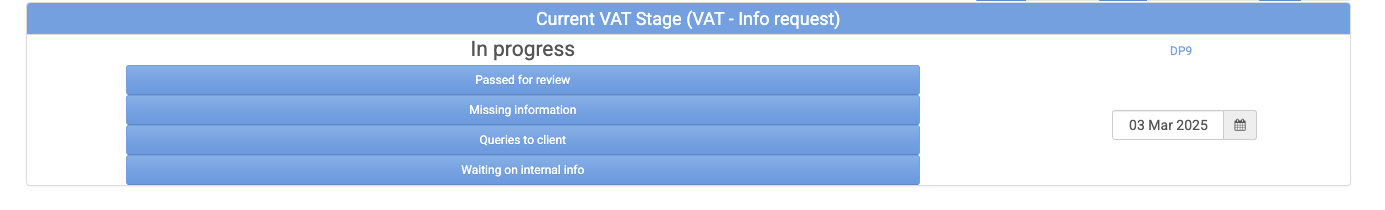 Current VAT Stage (VAT - Info request)
In progress
DP9
Passed for review
Missing information
Queries to client
03 Mar 2025
Waiting on internal info